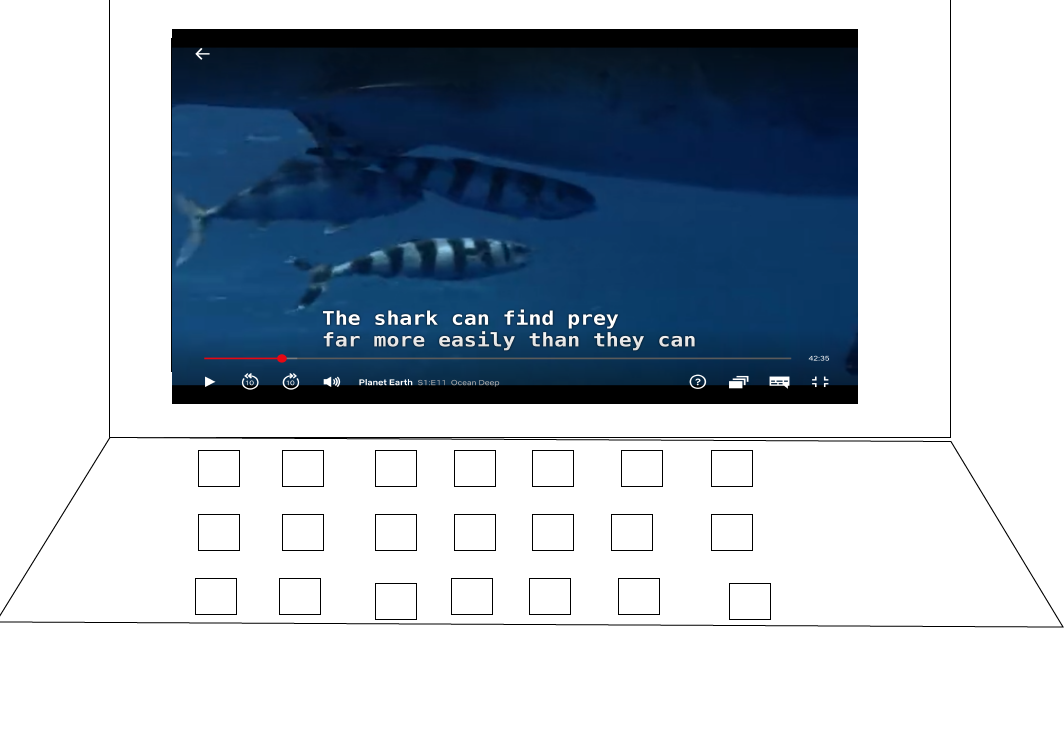 The shark can find prey
far more easily than they can
42:35
10 10 Planet Earth S1:E11 Ocean Deep ?